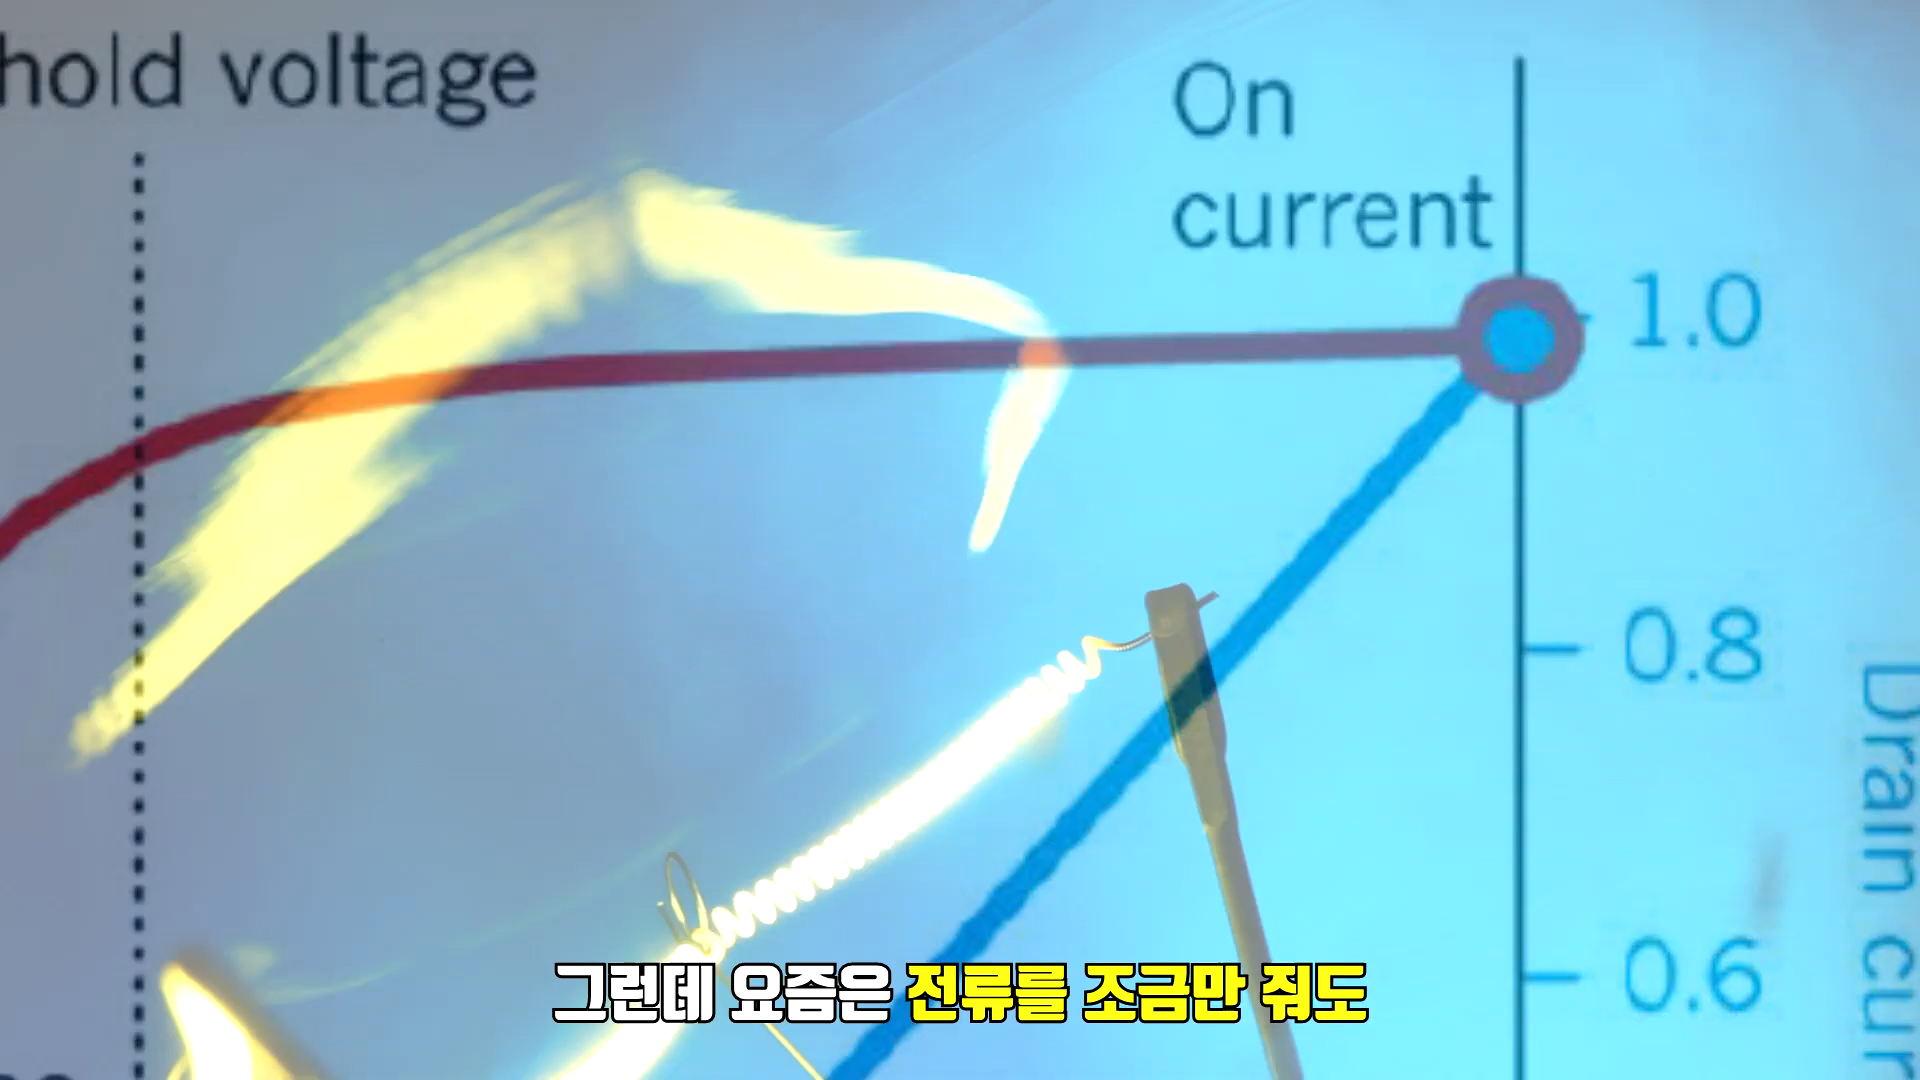 hold voltage
On
current
1.0
0.8
0.6
Drain cur
그런데 요즘은 전류를 조금만 줘도